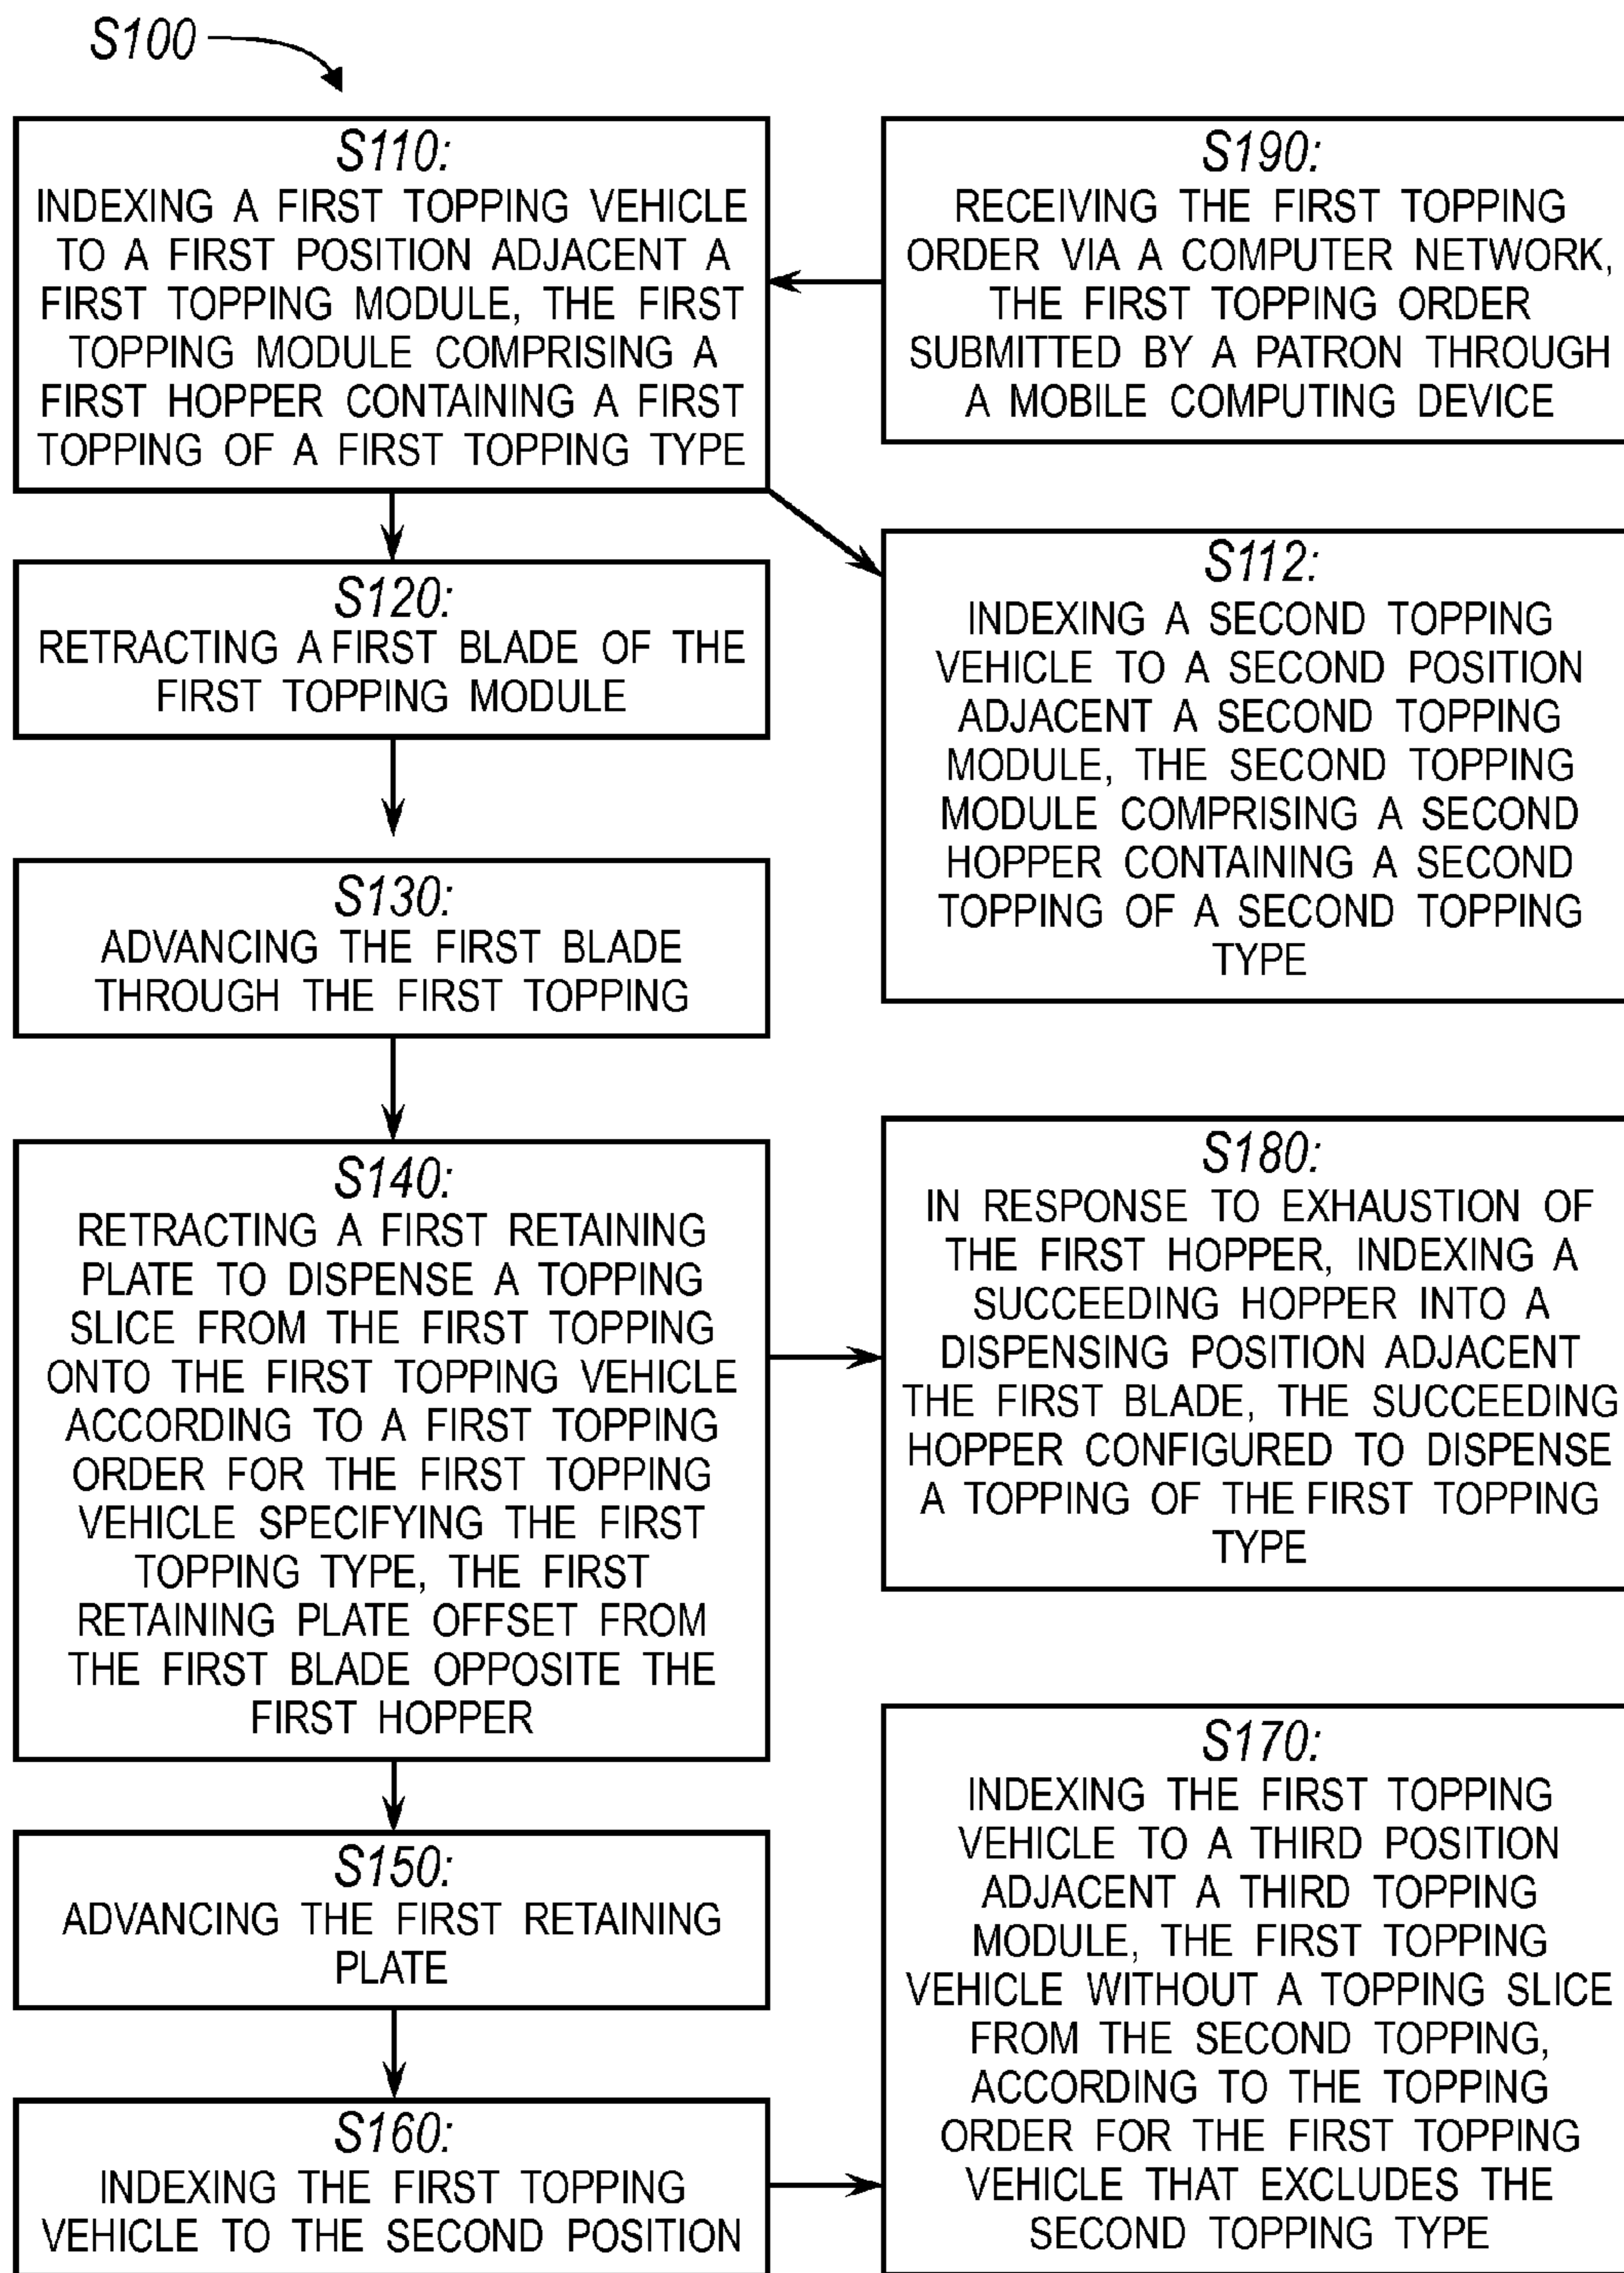 S100
S110:
INDEXING A FIRST TOPPING VEHICLE
TO A FIRST POSITION ADJACENT A
FIRST TOPPING MODULE, THE FIRST
TOPPING MODULE COMPRISING A
FIRST HOPPER CONTAINING A FIRST
TOPPING OF A FIRST TOPPING TYPE
S190:
RECEIVING THE FIRST TOPPING
ORDER VIA A COMPUTER NETWORK,
THE FIRST TOPPING ORDER
SUBMITTED BY A PATRON THROUGH
A MOBILE COMPUTING DEVICE
S120:
RETRACTING A FIRST BLADE OF THE
FIRST TOPPING MODULE
S112:
INDEXING A SECOND TOPPING
VEHICLE TO A SECOND POSITION
ADJACENT A SECOND TOPPING
MODULE, THE SECOND TOPPING
MODULE COMPRISING A SECOND
HOPPER CONTAINING A SECOND
TOPPING OF A SECOND TOPPING
TYPE
S130:
ADVANCING THE FIRST BLADE
THROUGH THE FIRST TOPPING
S140:
RETRACTING A FIRST RETAINING
PLATE TO DISPENSE A TOPPING
SLICE FROM THE FIRST TOPPING
ONTO THE FIRST TOPPING VEHICLE
ACCORDING TO A FIRST TOPPING
ORDER FOR THE FIRST TOPPING
VEHICLE SPECIFYING THE FIRST
TOPPING TYPE, THE FIRST
RETAINING PLATE OFFSET FROM
THE FIRST BLADE OPPOSITE THE
FIRST HOPPER
S180:
IN RESPONSE TO EXHAUSTION OF
THE FIRST HOPPER, INDEXING A
SUCCEEDING HOPPER INTO A
DISPENSING POSITION ADJACENT
THE FIRST BLADE, THE SUCCEEDING
HOPPER CONFIGURED TO DISPENSE
A TOPPING OF THE FIRST TOPPING
TYPE
S150:
ADVANCING THE FIRST RETAINING
PLATE
S160:
INDEXING THE FIRST TOPPING
VEHICLE TO THE SECOND POSITION
S170:
INDEXING THE FIRST TOPPING
VEHICLE TO A THIRD POSITION
ADJACENT A THIRD TOPPING
MODULE, THE FIRST TOPPING
VEHICLE WITHOUT A TOPPING SLICE
FROM THE SECOND TOPPING,
ACCORDING TO THE TOPPING
ORDER FOR THE FIRST TOPPING
VEHICLE THAT EXCLUDES THE
SECOND TOPPING TYPE